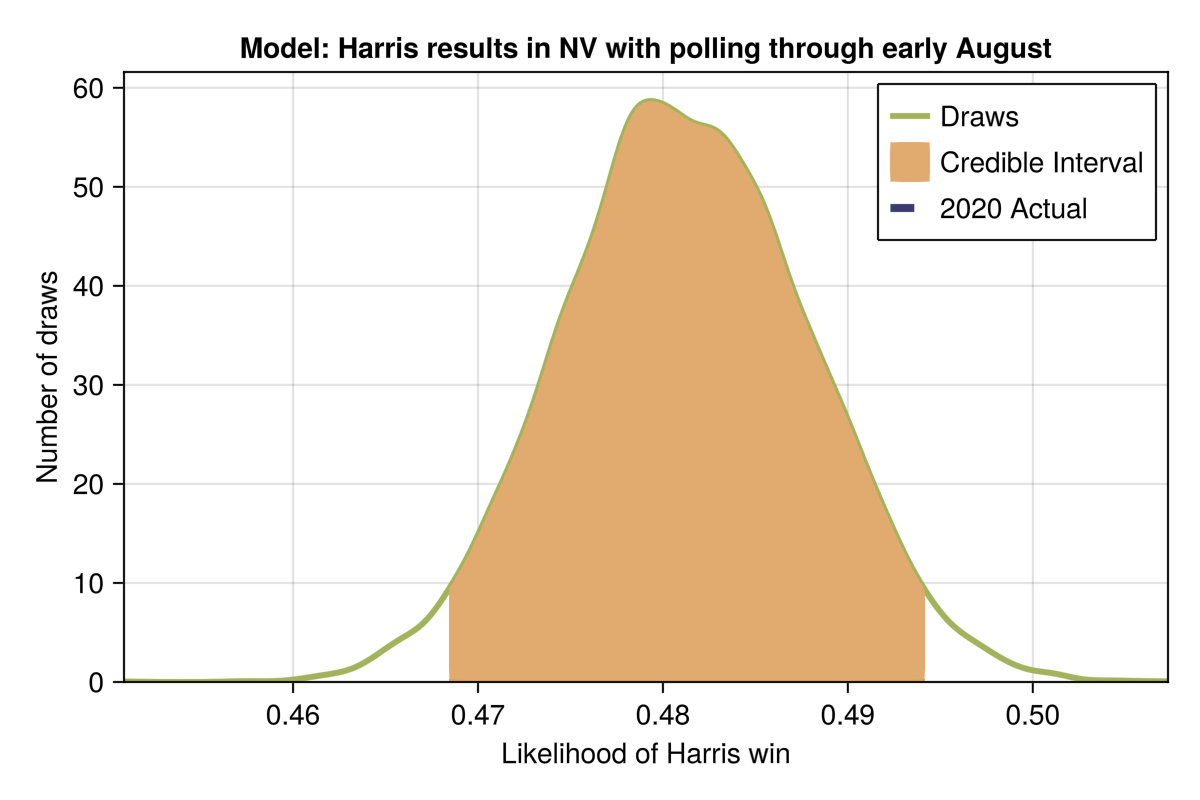 Model: Harris results in NV with polling through early August
Draws
Credible Interval
2020 Actual
Number of draws
60
50
40
30
20
10
0
0.46 0.47 0.48 0.49 0.50
Likelihood of Harris win